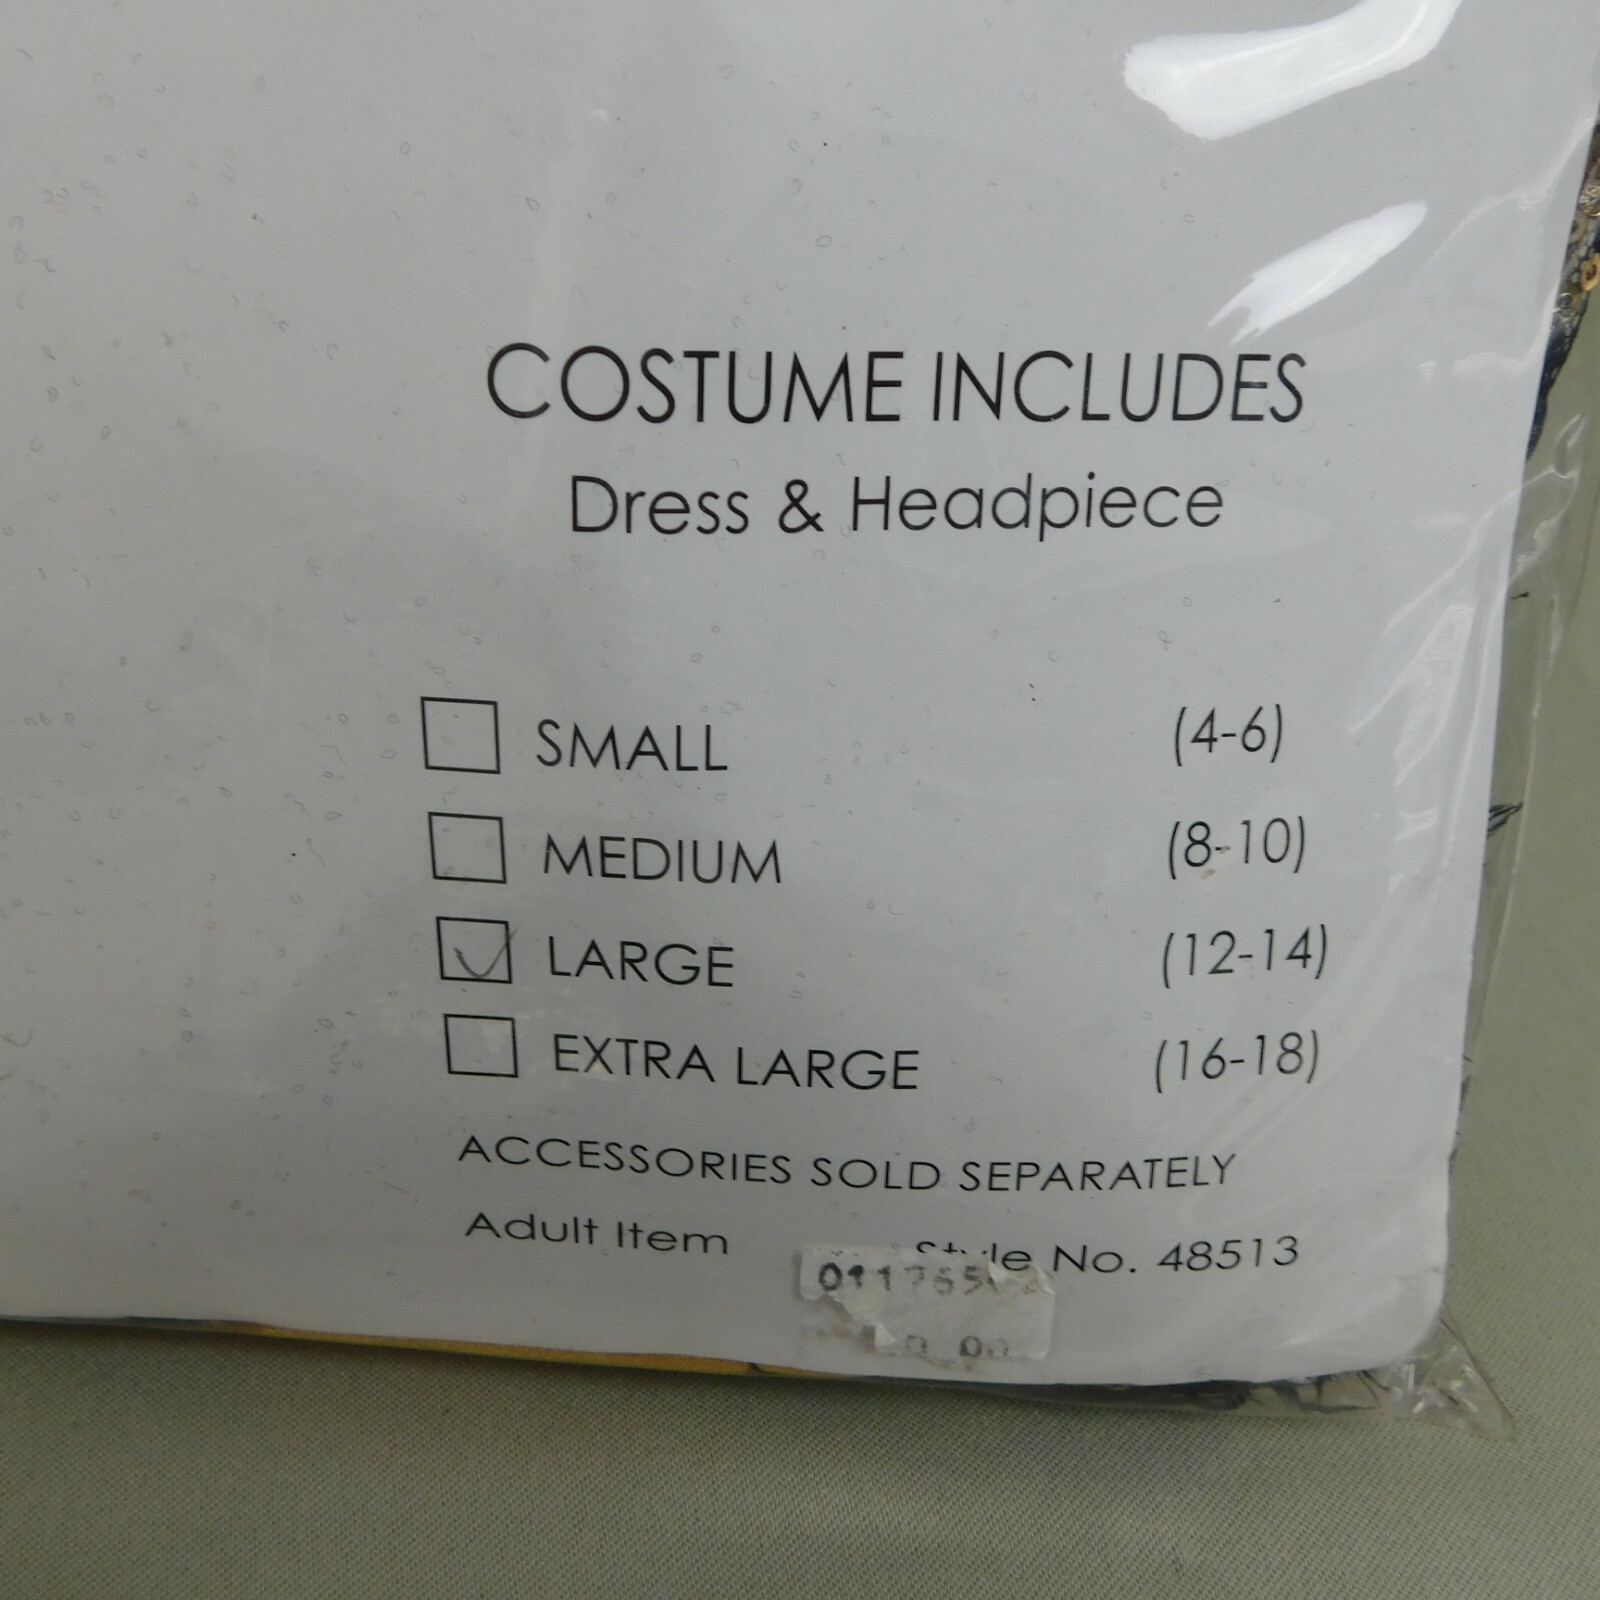 COSTUME INCLUDES
Dress & Headpiece
SMALL (4-6)
MEDIUM (8-10)
LARGE (12-14)
EXTRA LARGE (16-18)
ACCESSORIES SOLD SEPARATELY
Adult Item Style No. 48513